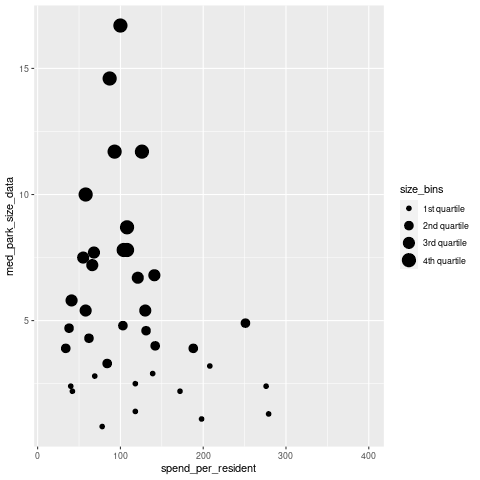 15
10
5
0
100
200
300
400
spend_per_resident
med_park_size_data
size_bins
1st quartile
2nd quartile
3rd quartile
4th quartile